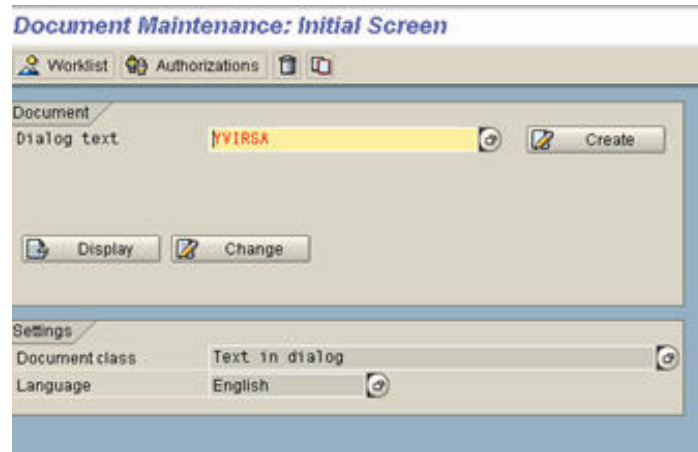 Document Maintenance: Initial Screen
Worklist Authorizations
Document
Dialog text YVIRSA Create
Display Change
Settings
Document class Text in dialog
Language English